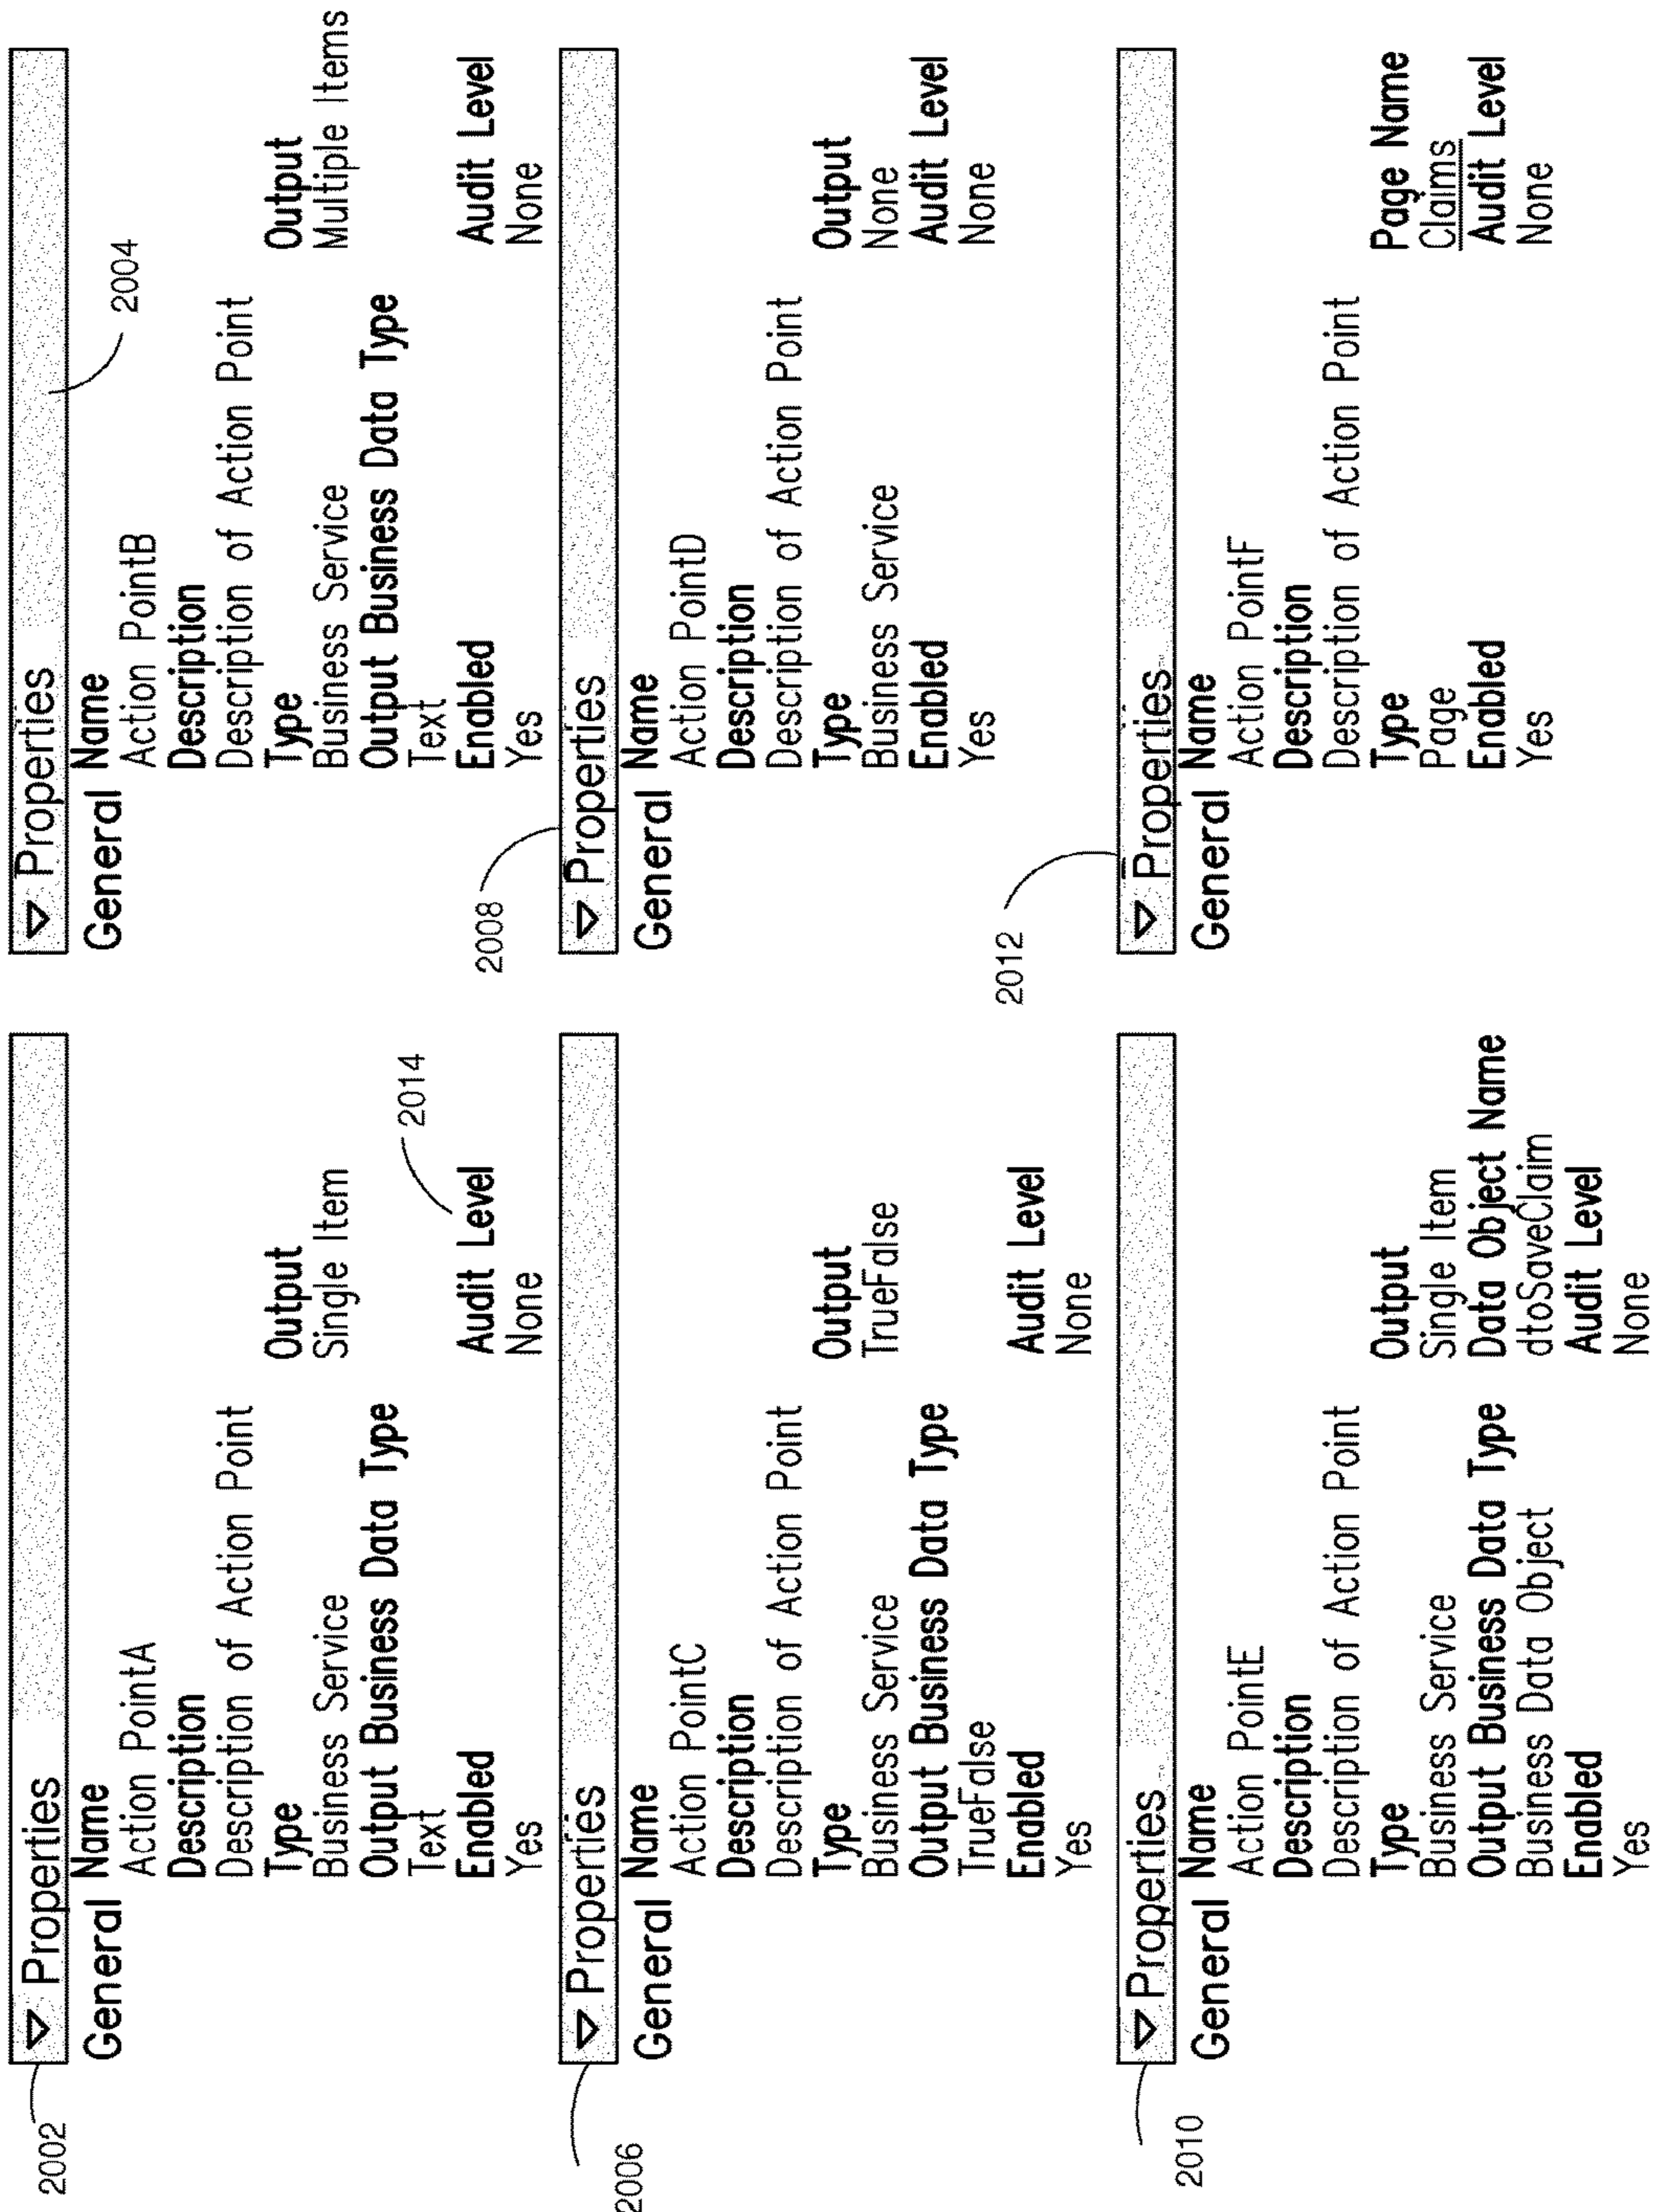 2002
▽ Properties
General Name
Action PointA
Description
Description of Action Point
Type Output
Business Service Single Item
Output Business Data Type
Text
Enabled Audit Level
Yes None
2014
2004
▽ Properties
General Name
Action PointB
Description
Description of Action Point
Type Output
Business Service Multiple Items
Output Business Data Type
Text
Enabled Audit Level
Yes None
2006
▽ Properties
General Name
Action PointC
Description
Description of Action Point
Type Output
Business Service TrueFalse
Output Business Data Type
TrueFalse
Enabled Audit Level
Yes None
2008
▽ Properties
General Name
Action PointD
Description
Description of Action Point
Type Output
Business Service None
Enabled Audit Level
Yes None
2010
▽ Properties
General Name
Action PointE
Description
Description of Action Point
Type Output
Business Service Single Item
Output Business Data Type Data Object Name
Business Data Object dtoSaveClaim
Enabled Audit Level
Yes None
2012
▽ Properties
General Name
Action PointF
Description
Description of Action Point
Type Page Name
Page Claims
Enabled Audit Level
Yes None